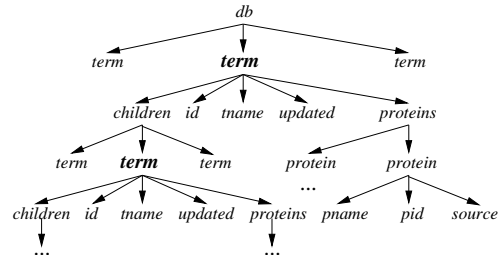 db
term term term
children id tname updated proteins
term term term protein protein
...
children id tname updated proteins pname pid source
... ...